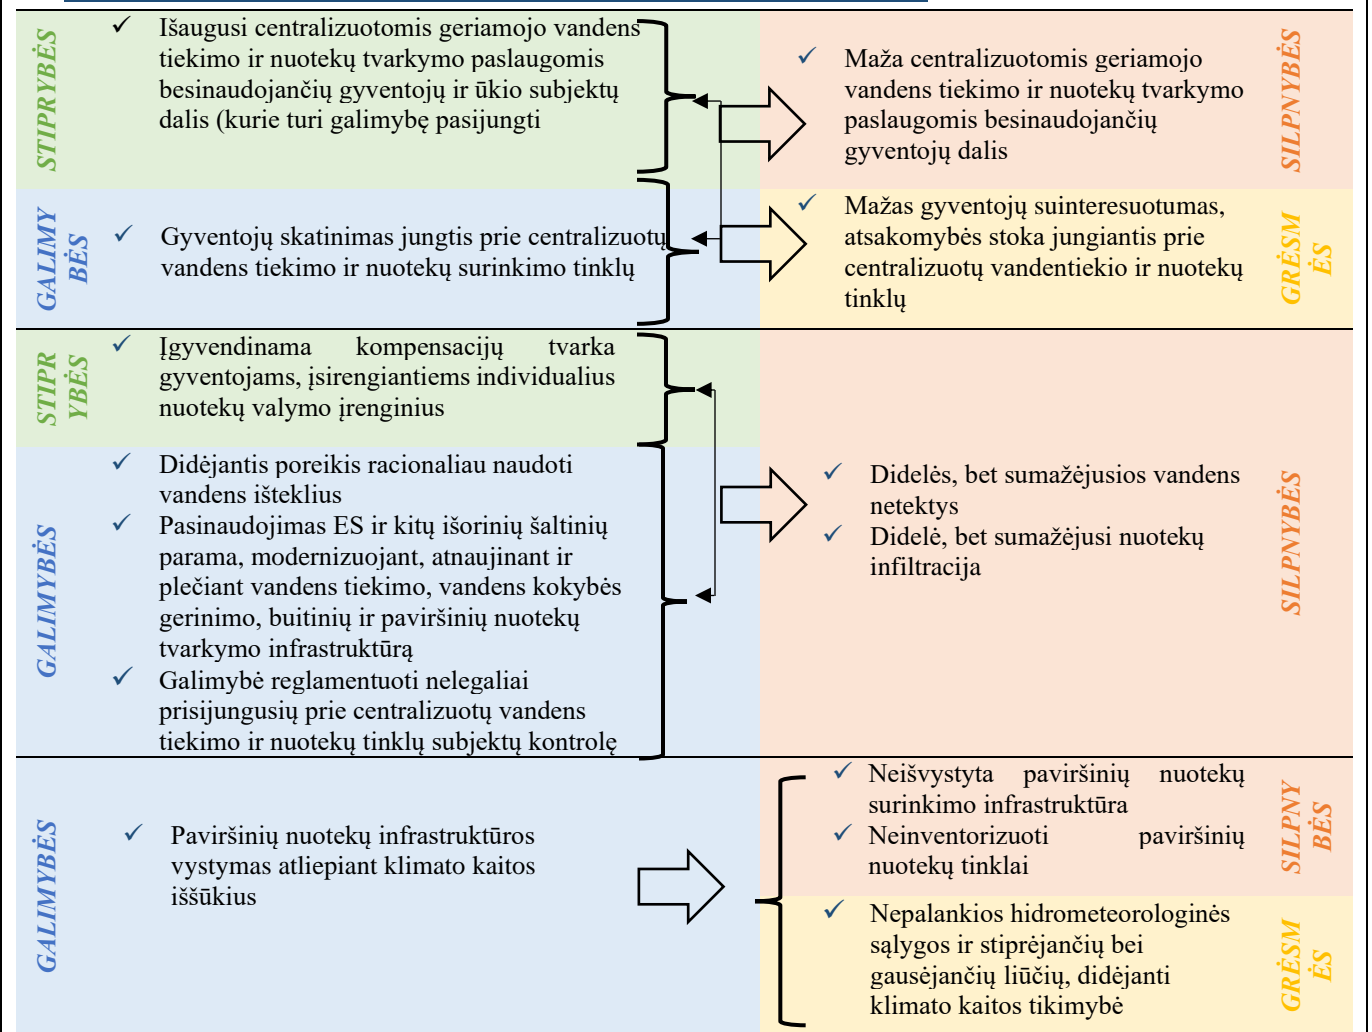 STIPRYBĖS
Išaugusi centralizuotomis geriamojo vandens
tiekimo ir nuotekų tvarkymo paslaugomis
besinaudojančių gyventojų ir ūkio subjektų
dalis (kurie turi galimybę pasijungti
Maža centralizuotomis geriamojo
vandens tiekimo ir nuotekų tvarkymo
paslaugomis besinaudojančių
gyventojų dalis
SILPNYBĖS
GALIMY
BĖS
Gyventojų skatinimas jungtis prie centralizuotų
vandens tiekimo ir nuotekų surinkimo tinklų
Mažas gyventojų suinteresuotumas,
atsakomybės stoka jungiantis prie
centralizuotų vandentiekio ir nuotekų
tinklų
GRĖSM
ĖS
STIPR
YBĖS
Įgyvendinama kompensacijų tvarka
gyventojams, įsirengiantiems individualius
nuotekų valymo įrenginius
GALIMYBĖS
Didėjantis poreikis racionaliau naudoti
vandens išteklius
Pasinaudojimas ES ir kitų išorinių šaltinių
parama, modernizuojant, atnaujinant ir
plečiant vandens tiekimo, vandens kokybės
gerinimo, buitinių ir paviršinių nuotekų
tvarkymo infrastruktūrą
Galimybė reglamentuoti nelegaliai
prisijungusių prie centralizuotų vandens
tiekimo ir nuotekų tinklų subjektų kontrolę
Didelės, bet sumažėjusios vandens
netektys
Didelė, bet sumažėjusi nuotekų
infiltracija
SILPNYBĖS
GALIMYBĖS
Paviršinių nuotekų infrastruktūros
vystymas atliepiant klimato kaitos
iššūkius
Neišvystyta paviršinių nuotekų
surinkimo infrastruktūra
Neinventorizuoti paviršinių
nuotekų tinklai
SILPNY
BĖS
Nepalankios hidrometeorologinės
sąlygos ir stiprėjančių bei
gausėjančių liūčių, didėjanti
klimato kaitos tikimybė
GRĖSM
ĖS